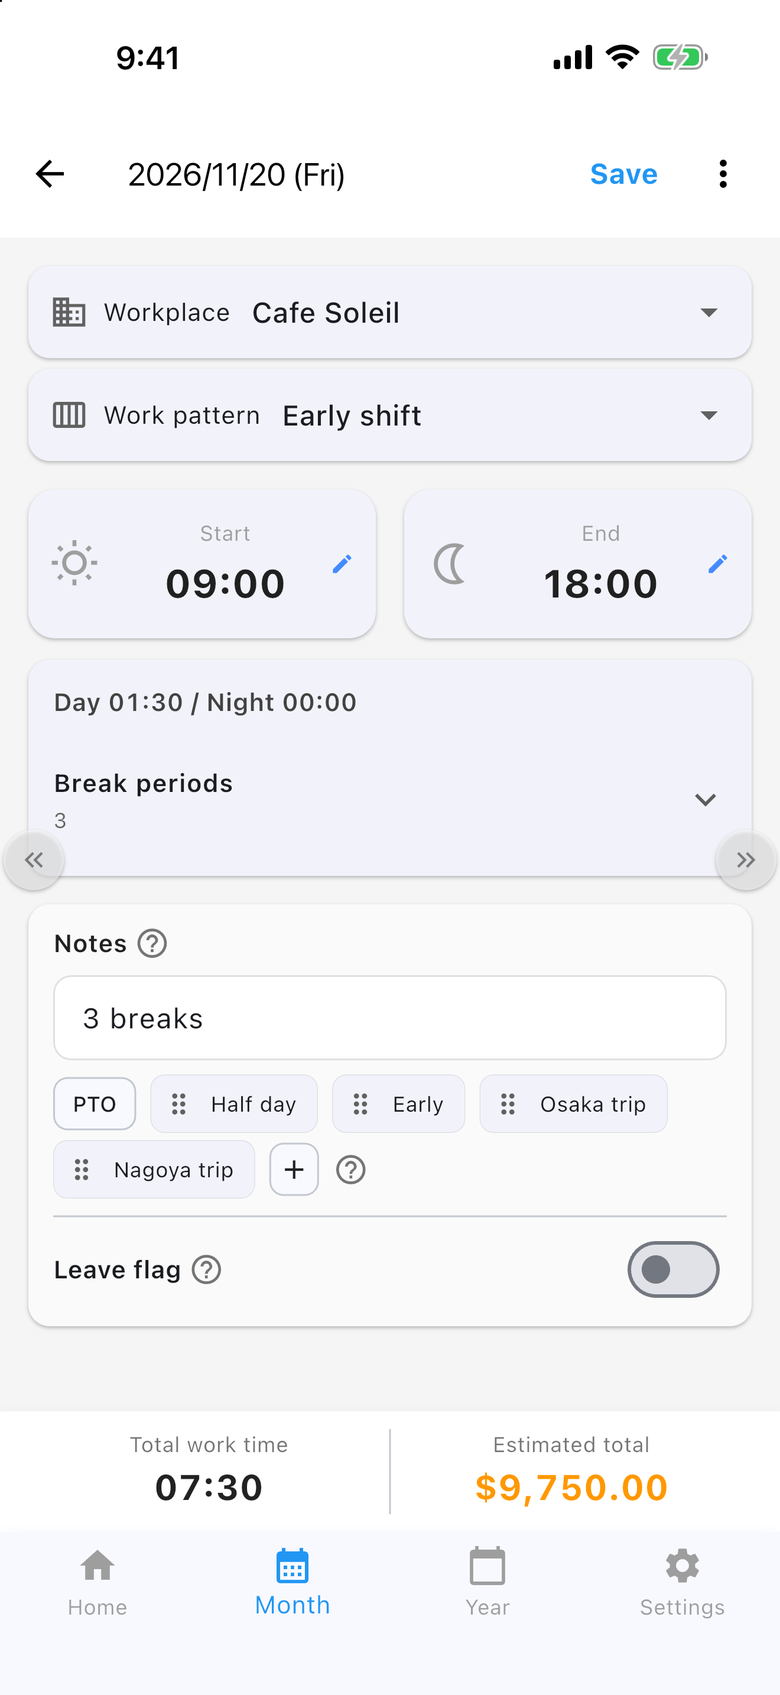 9:41
2026/11/20 (Fri)
Save
Workplace Cafe Soleil
Work pattern Early shift
Start
09:00
End
18:00
Day 01:30 / Night 00:00
Break periods
3
Notes
3 breaks
PTO Half day Early Osaka trip
Nagoya trip
Leave flag
Total work time
07:30
Estimated total
$9,750.00
Home Month Year Settings